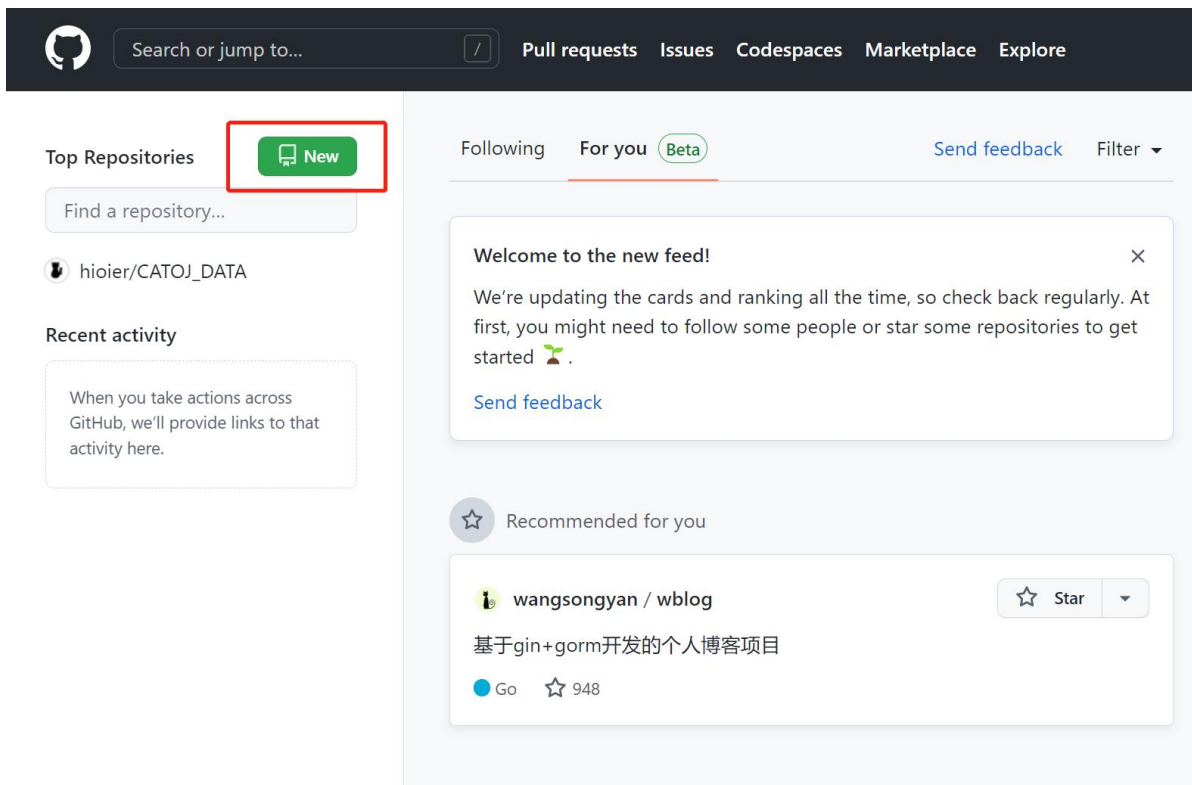 Search or jump to... /
Pull requests Issues Codespaces Marketplace Explore
Top Repositories
New
Find a repository...
hioier/CATOJ_DATA
Recent activity
When you take actions across
GitHub, we'll provide links to that
activity here.
Following For you Beta Send feedback Filter
Welcome to the new feed!
We're updating the cards and ranking all the time, so check back regularly. At
first, you might need to follow some people or star some repositories to get
started .
Send feedback
Recommended for you
wangsongyan / wblog
Star
基于gin+gorm开发的个人博客项目
Go 948